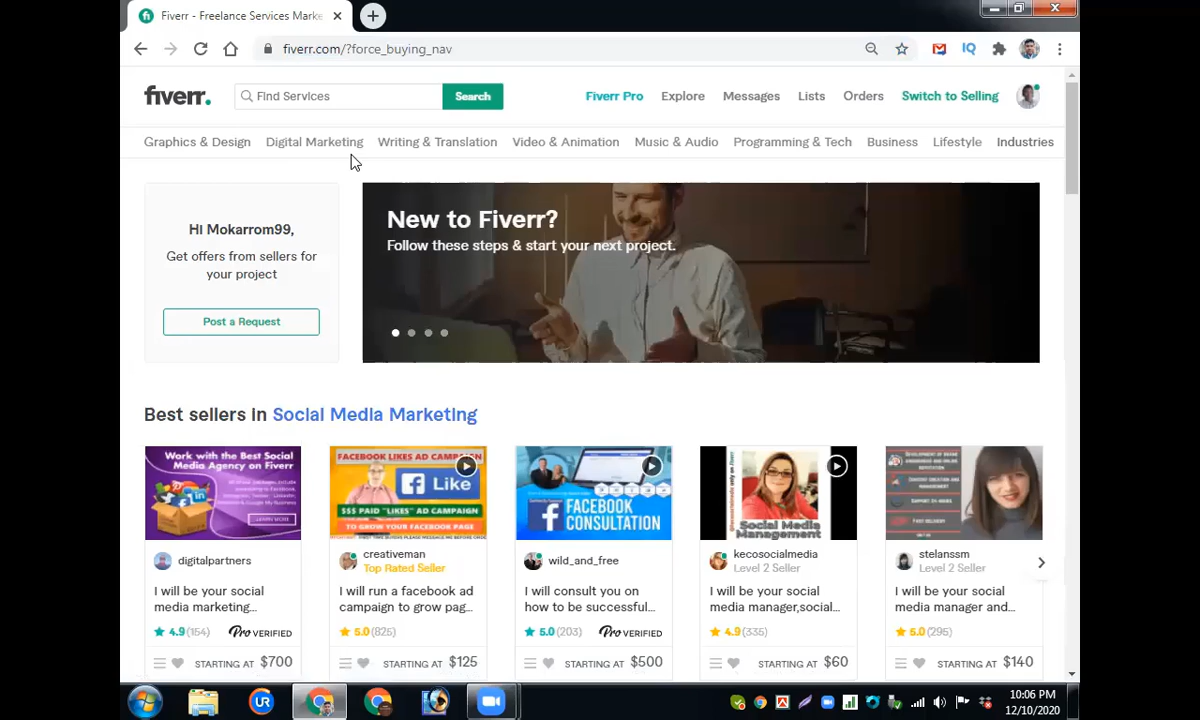 Fiverr - Freelance Services Marke
fiverr.com/?force_buying_nav
fiverr.
Find Services
Search
Fiverr Pro
Explore
Messages
Lists
Orders
Switch to Selling
Graphics & Design
Digital Marketing
Writing & Translation
Video & Animation
Music & Audio
Programming & Tech
Business
Lifestyle
Industries
Hi Mokarrom99,
Get offers from sellers for
your project
Post a Request
New to Fiverr?
Follow these steps & start your next project.
Best sellers in Social Media Marketing
Work with the Best Social
Media Agency on Fiverr
LEARN MORE
digitalpartners
I will be your social
media marketing...
4.9 (154)
Pro VERIFIED
STARTING AT $700
FACEBOOK LIKES AD CAMPAIGN
Like
$$$ PAID "LIKES" AD CAMPAIGN
TO GROW YOUR FACEBOOK PAGE
creativeman
Top Rated Seller
I will run a facebook ad
campaign to grow pag...
5.0 (825)
STARTING AT $125
FACEBOOK
CONSULTATION
wild_and_free
I will consult you on
how to be successful...
5.0 (203)
Pro VERIFIED
STARTING AT $500
Social Media
Management
kecosocialmedia
Level 2 Seller
I will be your social
media manager,social...
4.9 (335)
STARTING AT $60
stelanssm
Level 2 Seller
I will be your social
media manager and...
5.0 (295)
STARTING AT $140
UR
10:06 PM
12/10/2020